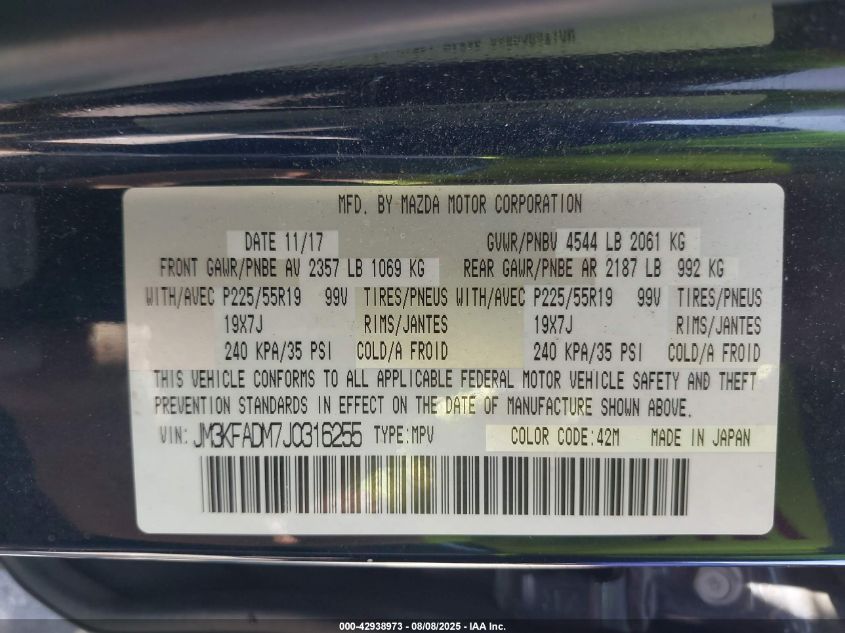 MFD. BY MAZDA MOTOR CORPORATION
DATE 11/17 GVWR/PNBV 4544 LB 2061 KG
FRONT GAWR/PNBE AV 2357 LB 1069 KG REAR GAWR/PNBE AR 2187 LB 992 KG
WITH/AVEC P225/55R19 99V TIRES/PNEUS WITH/AVEC P225/55R19 99V TIRES/PNEUS
19X7J RIMS/JANTES 19X7J RIMS/JANTES
240 KPA/35 PSI COLD/A FROID 240 KPA/35 PSI COLD/A FROID
THIS VEHICLE CONFORMS TO ALL APPLICABLE FEDERAL MOTOR VEHICLE SAFETY AND THEFT
PREVENTION STANDARDS IN EFFECT ON THE DATE OF MANUFACTURE SHOWN ABOVE.
VIN: JM3KFADM7J0316255 TYPE:MPV COLOR CODE:42M MADE IN JAPAN
000-42938973 - 08/08/2025 - IAA Inc.